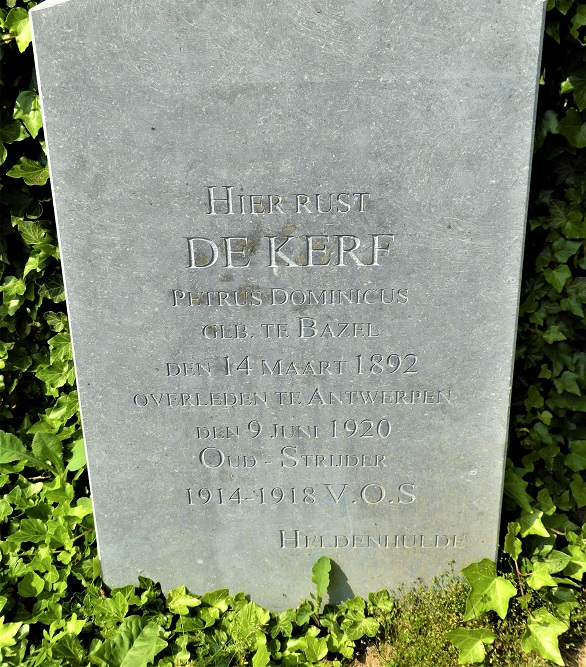 Hier rust
DE KERF
Petrus Dominicus
geb. te Bazel
den 14 Maart 1892
overleden te Antwerpen
den 9 Juni 1920
Oud - Strijder
1914-1918 V.O.S
Heldenhulde